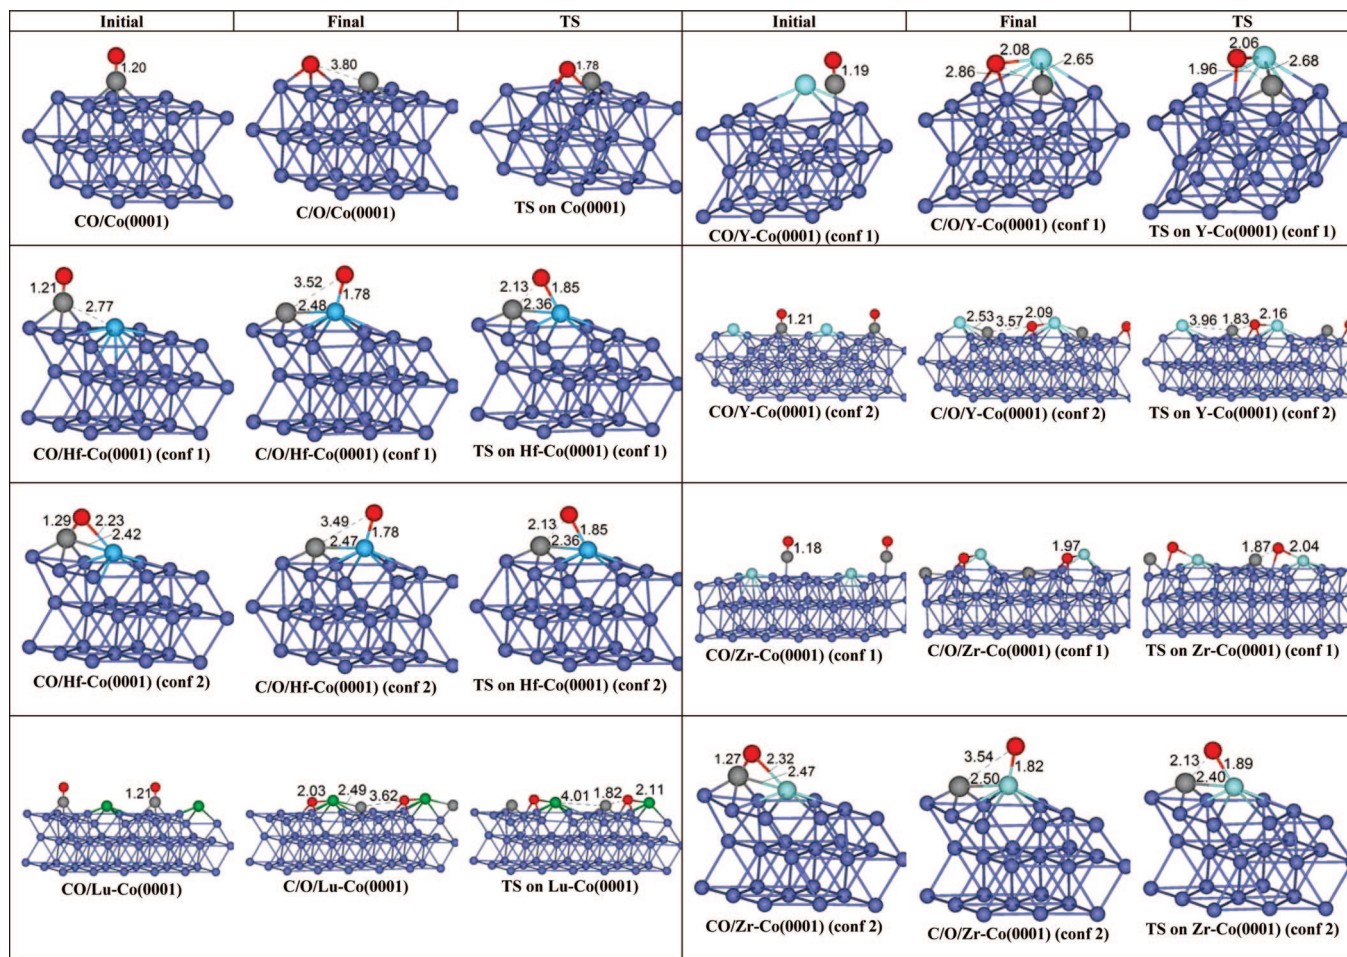 Initial Final TS Initial Final TS
1.20
3.80
1.78
CO/Co(0001)
C/O/Co(0001)
TS on Co(0001)
1.19
2.08
2.65
2.86
2.06
1.96
2.68
CO/Y-Co(0001) (conf 1)
C/O/Y-Co(0001) (conf 1)
TS on Y-Co(0001) (conf 1)
1.21
2.77
3.52
1.78
2.48
2.13
1.85
2.36
CO/Hf-Co(0001) (conf 1)
C/O/Hf-Co(0001) (conf 1)
TS on Hf-Co(0001) (conf 1)
1.21
2.53
3.57
2.09
3.96
1.83
2.16
CO/Y-Co(0001) (conf 2)
C/O/Y-Co(0001) (conf 2)
TS on Y-Co(0001) (conf 2)
1.29
2.23
2.42
3.49
1.78
2.47
2.13
1.85
2.36
CO/Hf-Co(0001) (conf 2)
C/O/Hf-Co(0001) (conf 2)
TS on Hf-Co(0001) (conf 2)
1.18
1.97
1.87
2.04
CO/Zr-Co(0001) (conf 1)
C/O/Zr-Co(0001) (conf 1)
TS on Zr-Co(0001) (conf 1)
1.21
2.03
2.49
3.62
4.01
1.82
2.11
CO/Lu-Co(0001)
C/O/Lu-Co(0001)
TS on Lu-Co(0001)
1.27
2.32
2.47
3.54
1.82
2.50
2.13
1.89
2.40
CO/Zr-Co(0001) (conf 2)
C/O/Zr-Co(0001) (conf 2)
TS on Zr-Co(0001) (conf 2)